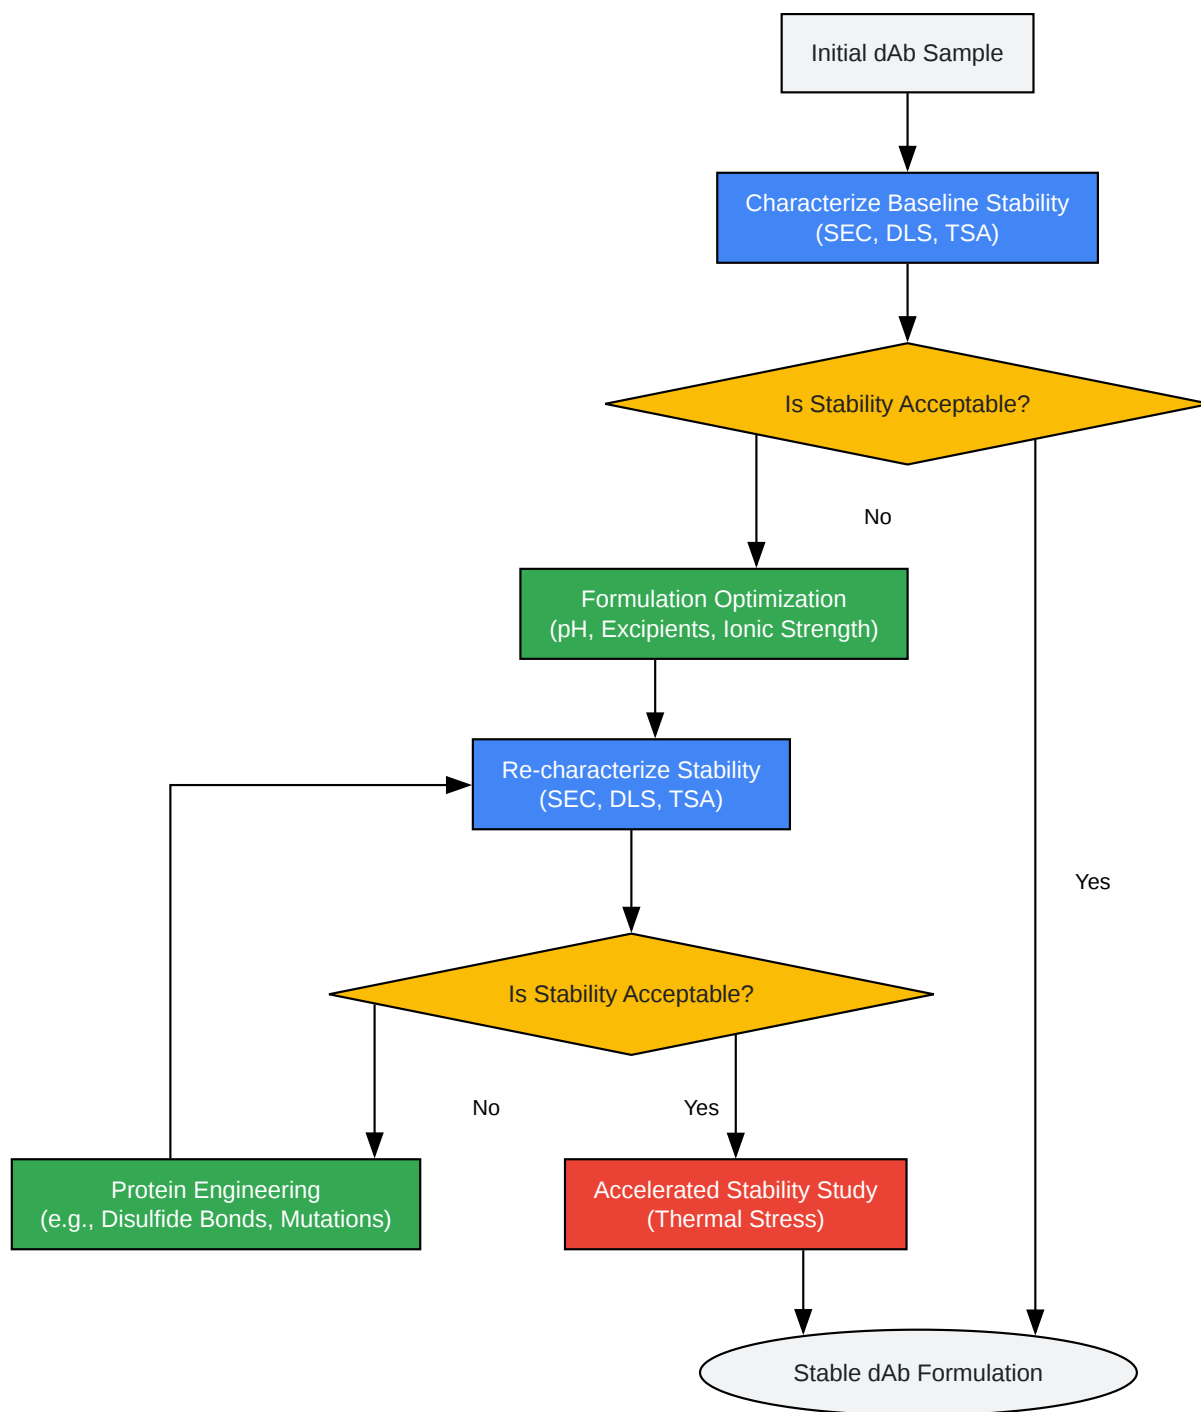 Initial dAb Sample
Characterize Baseline Stability
(SEC, DLS, TSA)
Is Stability Acceptable?
No
Formulation Optimization
(pH, Excipients, Ionic Strength)
Re-characterize Stability
(SEC, DLS, TSA)
Yes
Is Stability Acceptable?
No
Yes
Protein Engineering
(e.g., Disulfide Bonds, Mutations)
Accelerated Stability Study
(Thermal Stress)
Stable dAb Formulation